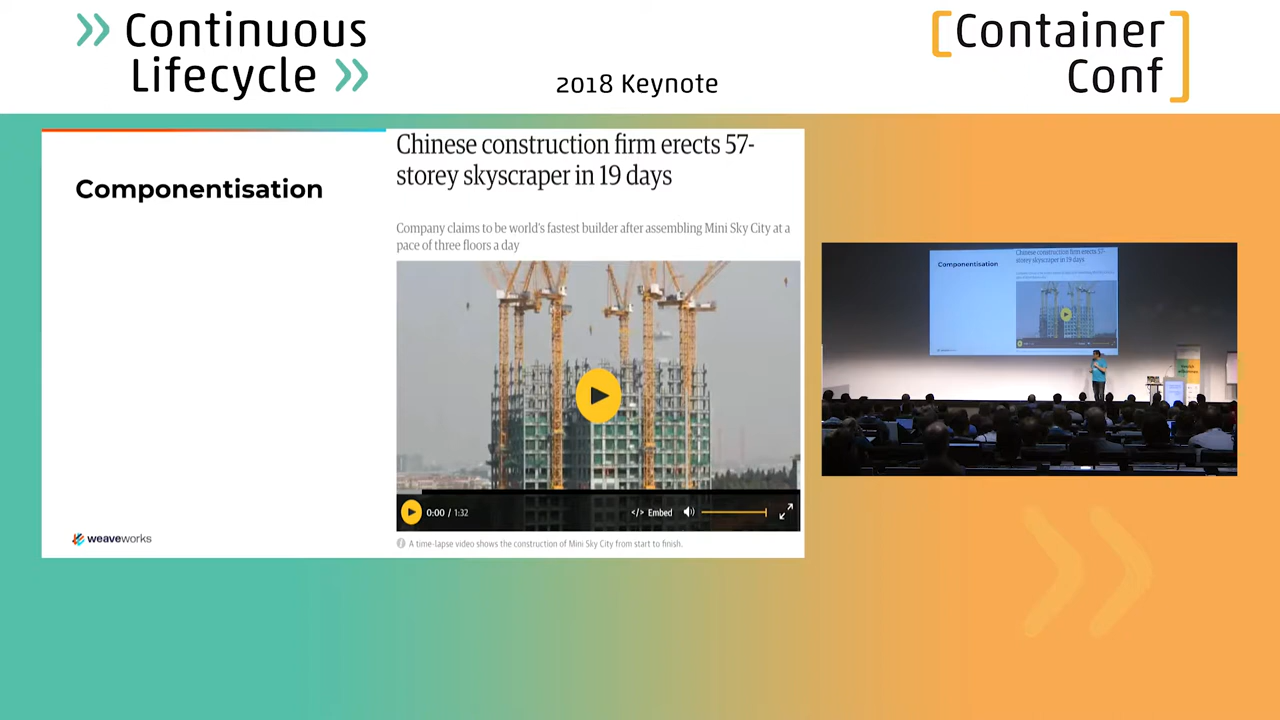 Continuous
Lifecycle
2018 Keynote
[Container
Conf]
Componentisation
Chinese construction firm erects 57-
storey skyscraper in 19 days
Company claims to be world's fastest builder after assembling Mini Sky City at a
pace of three floors a day
0:00 / 1:32
</> Embed
A time-lapse video shows the construction of Mini Sky City from start to finish.
weaveworks
Componentisation
Chinese construction firm erects 57-
storey skyscraper in 19 days